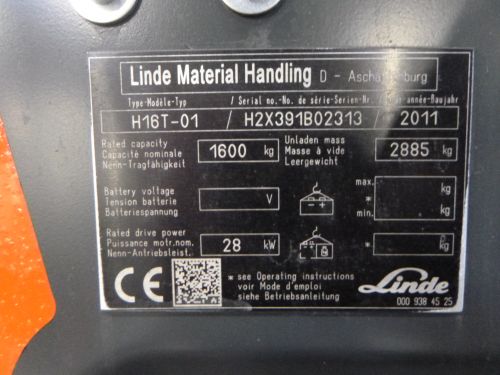 Linde Material Handling D - Aschaffenburg
Type-Modèle-Typ / Serial no.-No. de série-Serien-Nr. / year-année-Baujahr
H16T-01 / H2X391B02313 / 2011
Rated capacity
Capacité nominale
Nenn-Tragfähigkeit
1600 kg
Unladen mass
Masse à vide
Leergewicht
2885 kg
Battery voltage
Tension batterie
Batteriespannung
V
- +
max. kg
*
min. kg
Rated drive power
Puissance motr.nom.
Nenn-Antriebsleist.
28 kW
* kg
CE
* see Operating instructions
voir Mode d'emploi
siehe Betriebsanleitung
Linde
000 938 45 25